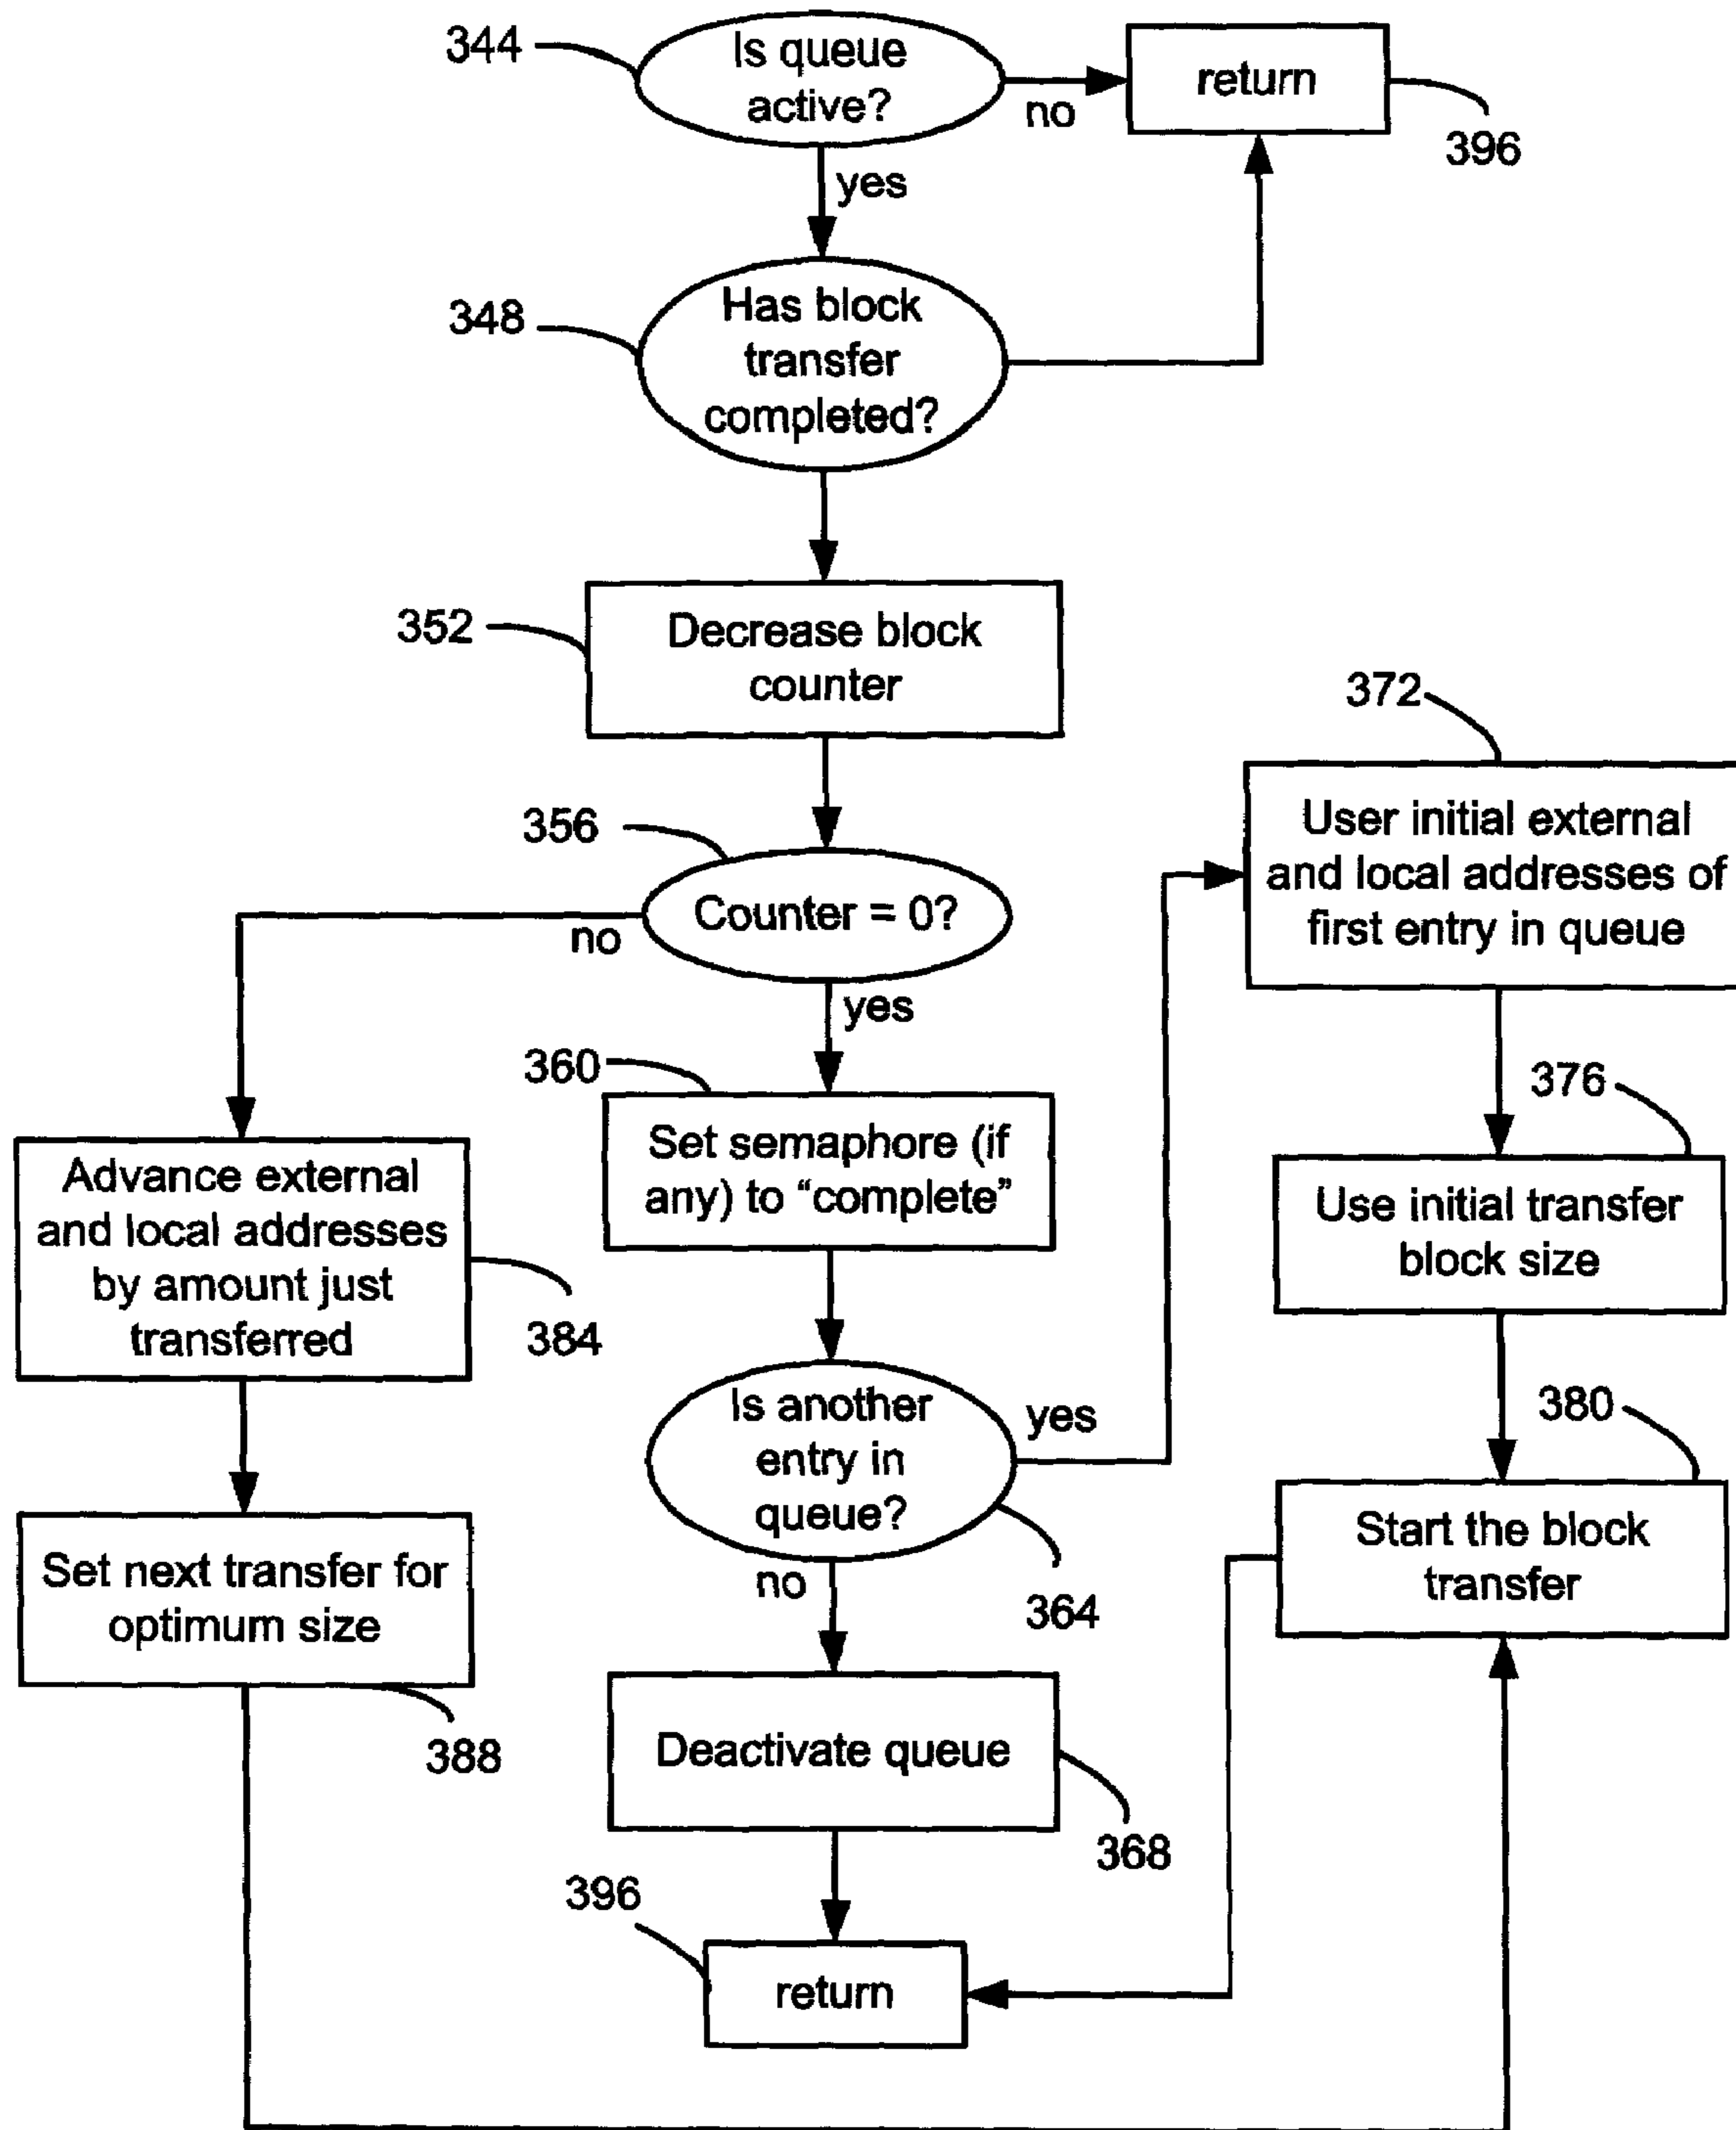 344
Is queue
active?
no
return
396
yes
348
Has block
transfer
completed?
352
Decrease block
counter
372
User initial external
and local addresses of
first entry in queue
356
Counter = 0?
no
yes
360
Set semaphore (if
any) to “complete”
376
Use initial transfer
block size
Advance external
and local addresses
by amount just
transferred
384
Is another
entry in
queue?
yes
no
364
380
Start the block
transfer
Set next transfer for
optimum size
388
Deactivate queue
368
396
return